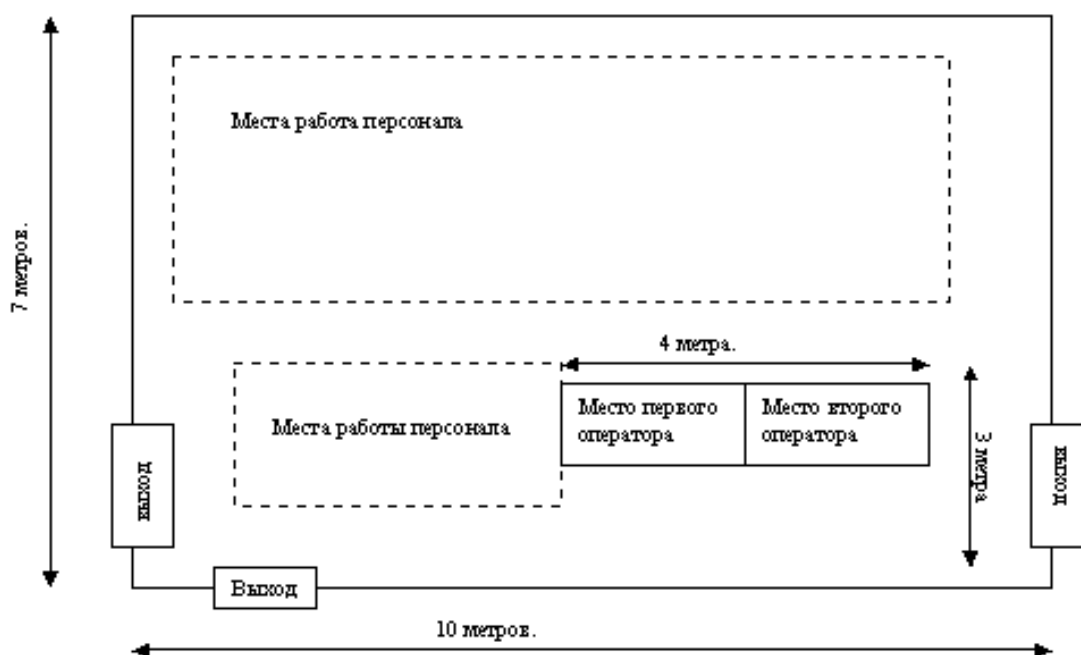 Места работа персонала
7 метров.
4 метра.
Место первого
оператора
Место второго
оператора
Места работы персонала
3 метра
выход
выход
Выход
10 метров.